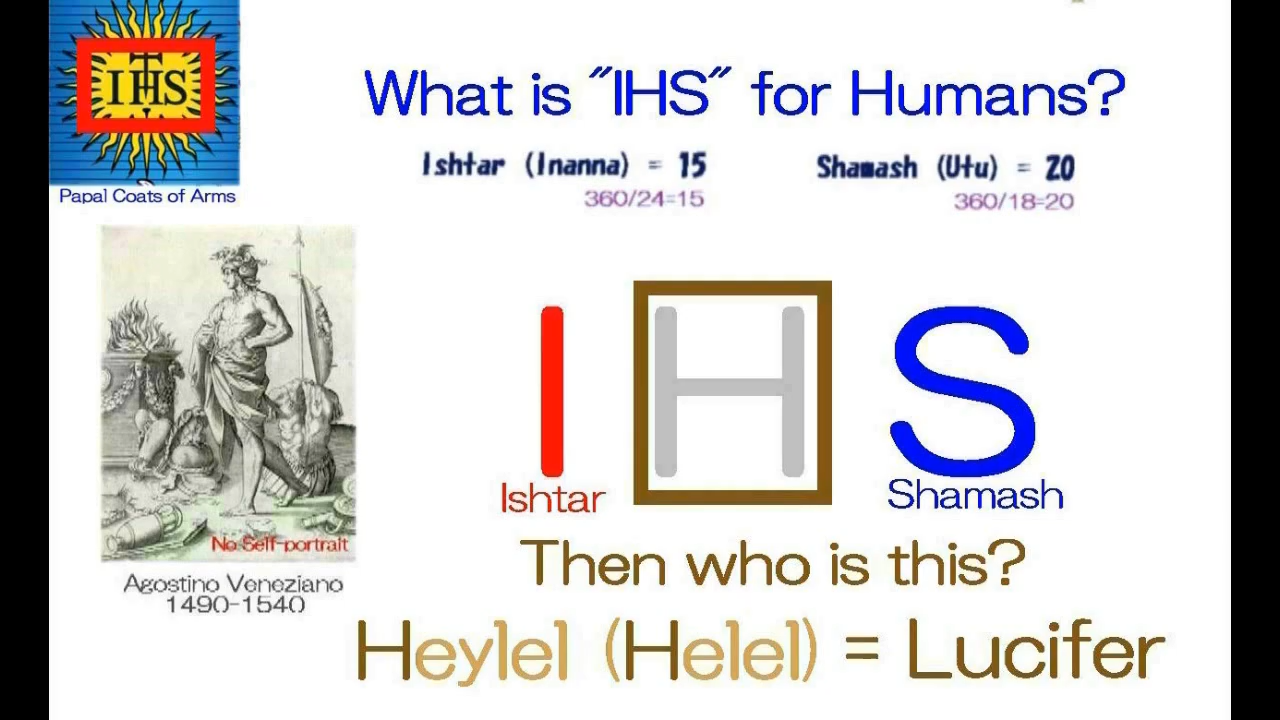 IHS
What is "IHS" for Humans?
Papal Coats of Arms
Ishtar (Inanna) = 15
360/24=15
Shamash (Utu) = 20
360/18=20
I H S
Ishtar
Shamash
No Self-portrait
Agostino Veneziano
1490-1540
Then who is this?
Heylel (Helel) = Lucifer